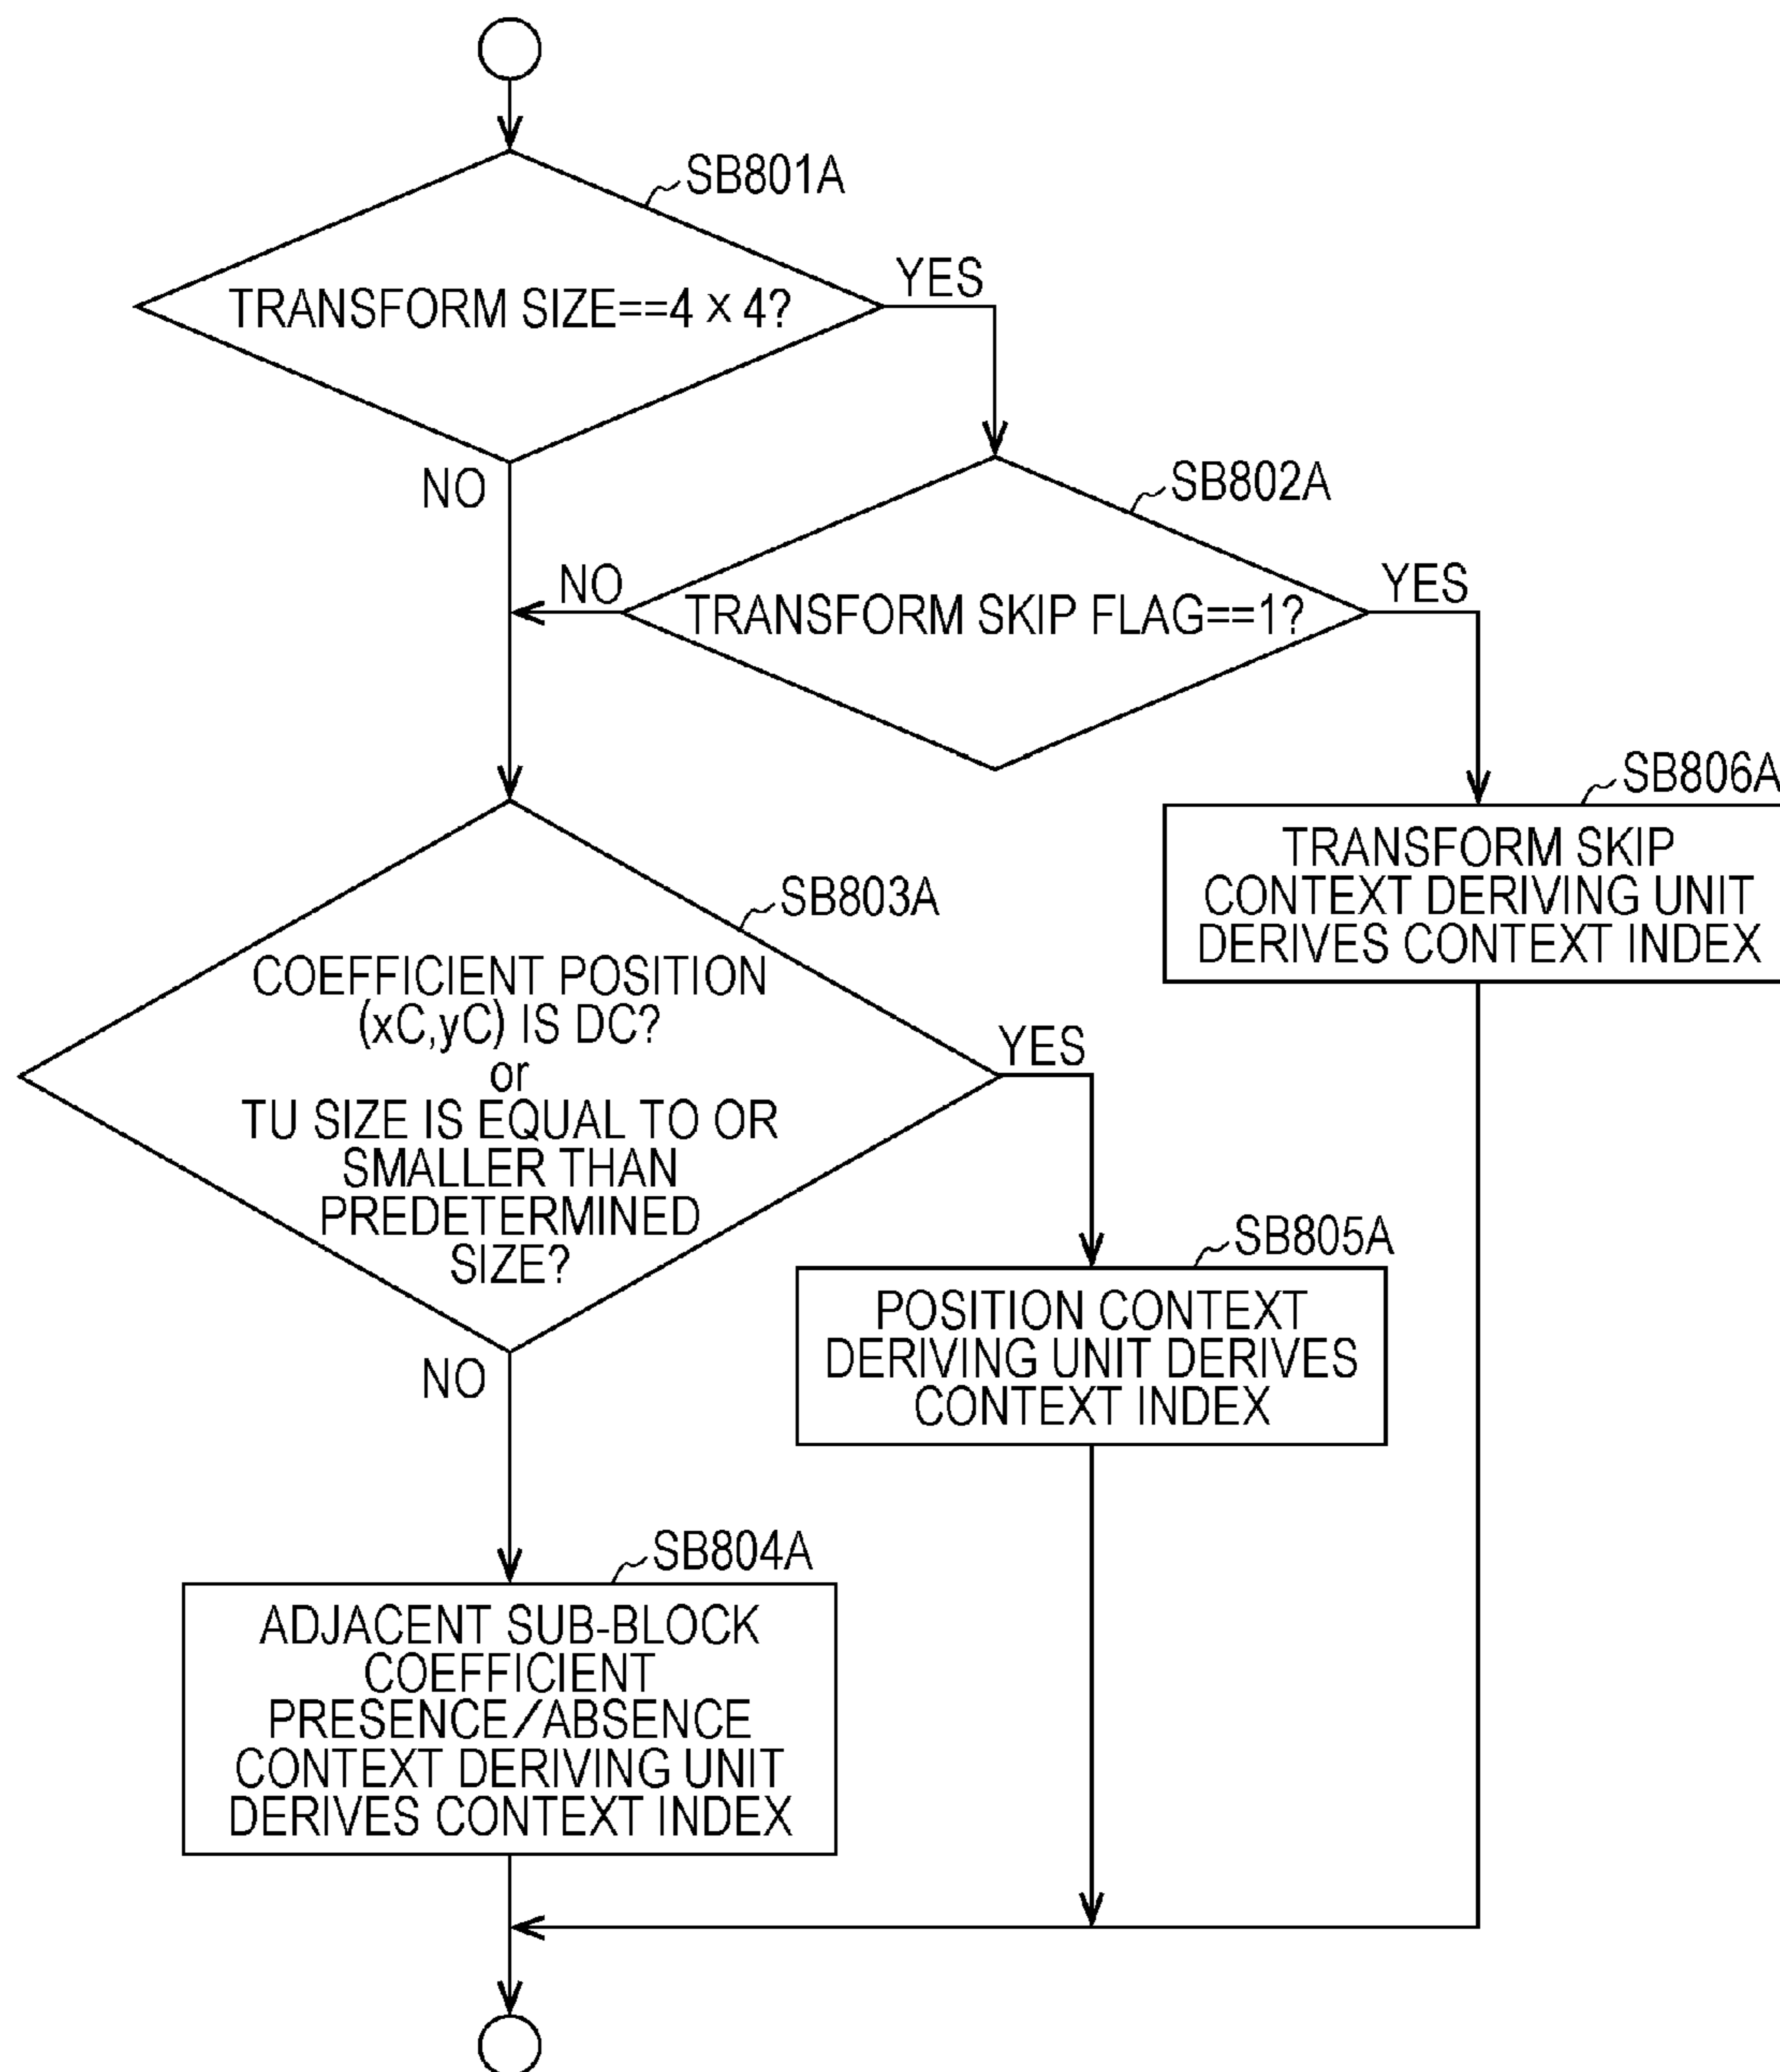 SB801A
TRANSFORM SIZE==4 x 4?
YES
NO
SB802A
TRANSFORM SKIP FLAG==1?
NO
YES
SB806A
TRANSFORM SKIP
CONTEXT DERIVING UNIT
DERIVES CONTEXT INDEX
SB803A
COEFFICIENT POSITION
(xC,yC) IS DC?
or
TU SIZE IS EQUAL TO OR
SMALLER THAN
PREDETERMINED
SIZE?
YES
NO
SB805A
POSITION CONTEXT
DERIVING UNIT DERIVES
CONTEXT INDEX
SB804A
ADJACENT SUB-BLOCK
COEFFICIENT
PRESENCE/ABSENCE
CONTEXT DERIVING UNIT
DERIVES CONTEXT INDEX